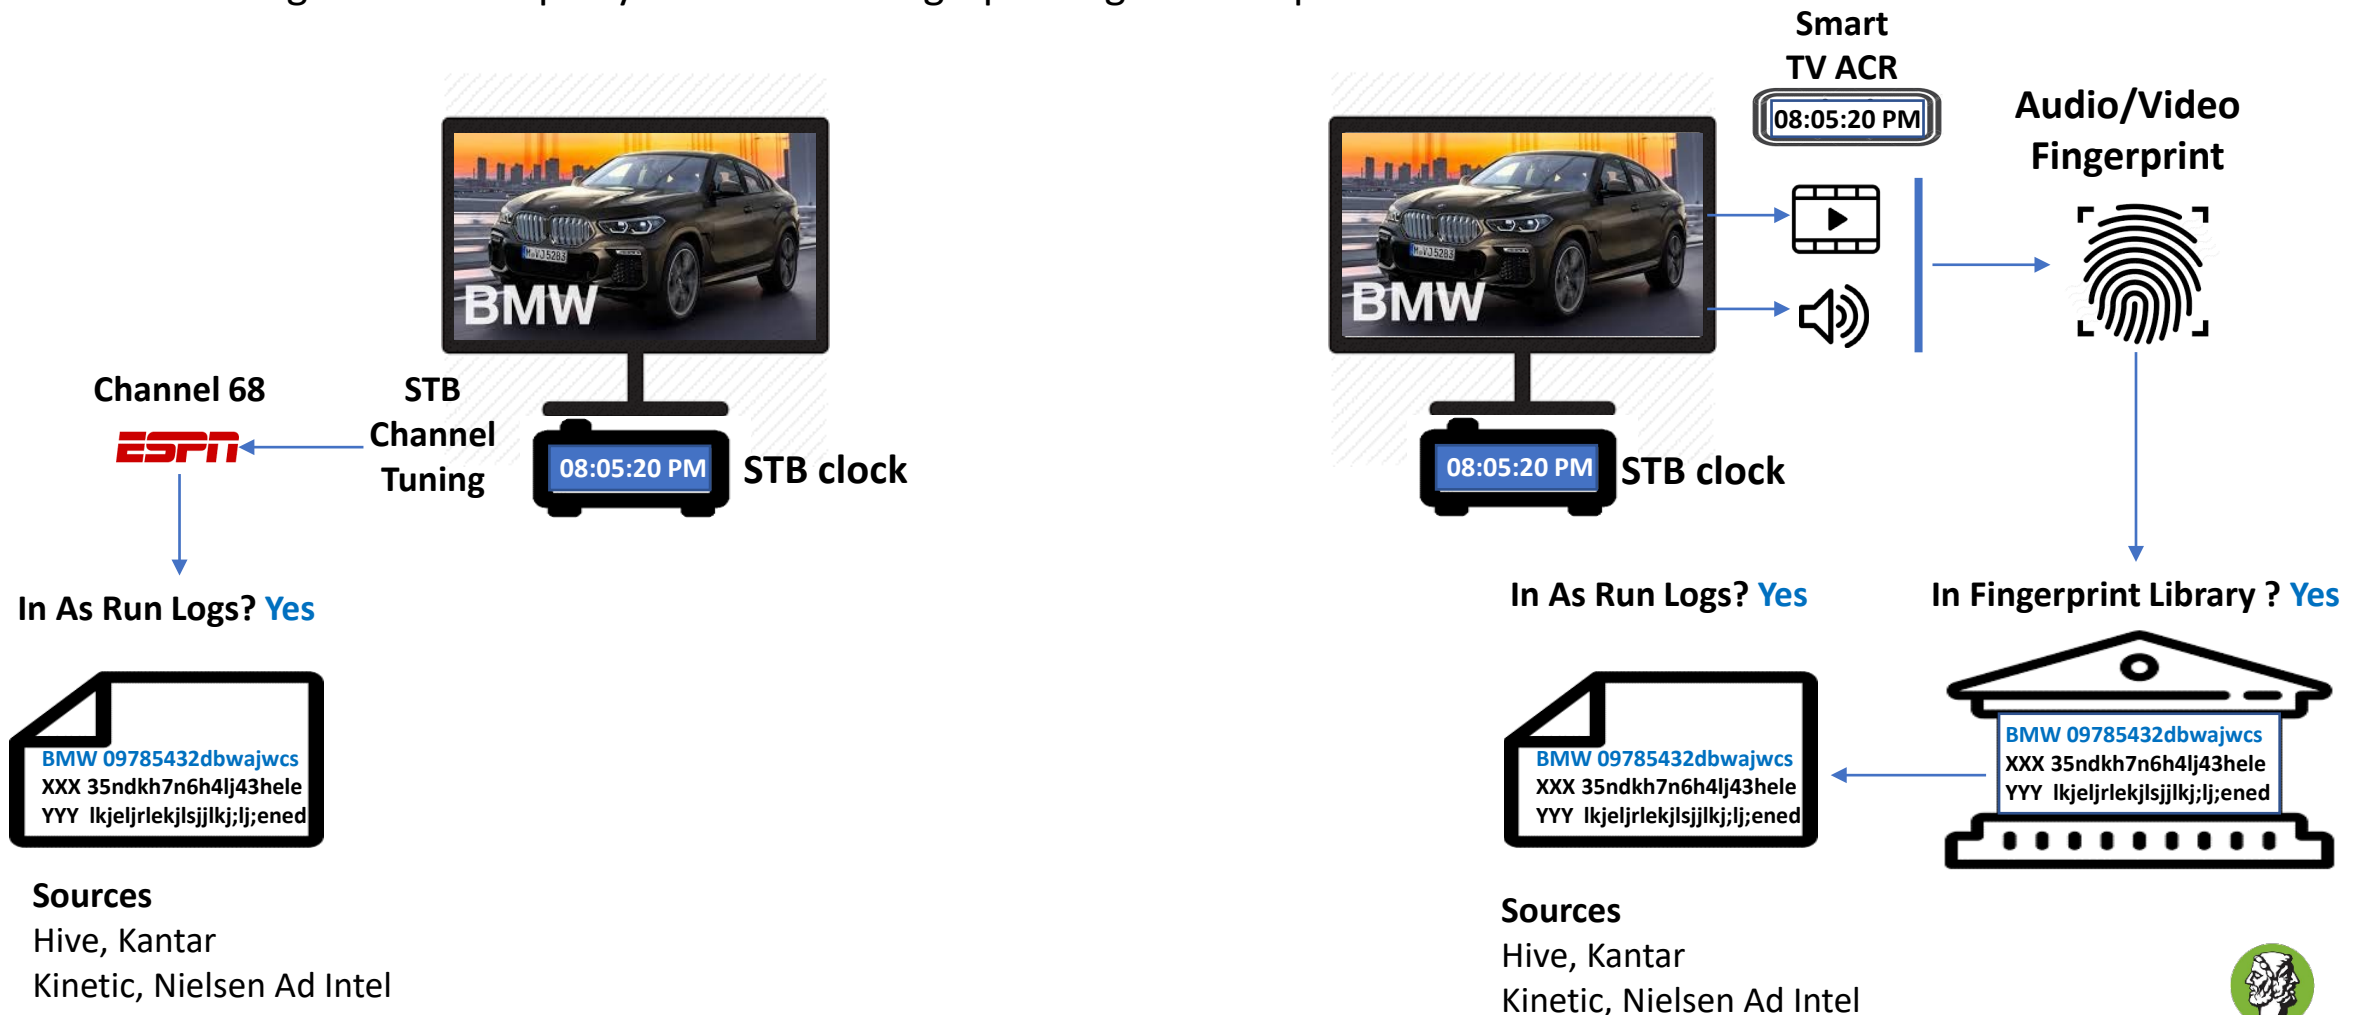 Smart
TV ACR
08:05:20 PM
Audio/Video
Fingerprint
BMW
M•VJ5283
BMW
M•VJ5283
Channel 68
ESPN
STB
Channel
Tuning
08:05:20 PM
STB clock
08:05:20 PM
STB clock
In As Run Logs? Yes
In As Run Logs? Yes
In Fingerprint Library ? Yes
BMW 09785432dbwajwcs
XXX 35ndkh7n6h4lj43hele
YYY lkjeljrlekjlsjjlkj;lj;ened
BMW 09785432dbwajwcs
XXX 35ndkh7n6h4lj43hele
YYY lkjeljrlekjlsjjlkj;lj;ened
BMW 09785432dbwajwcs
XXX 35ndkh7n6h4lj43hele
YYY lkjeljrlekjlsjjlkj;lj;ened
Sources
Hive, Kantar
Kinetic, Nielsen Ad Intel
Sources
Hive, Kantar
Kinetic, Nielsen Ad Intel